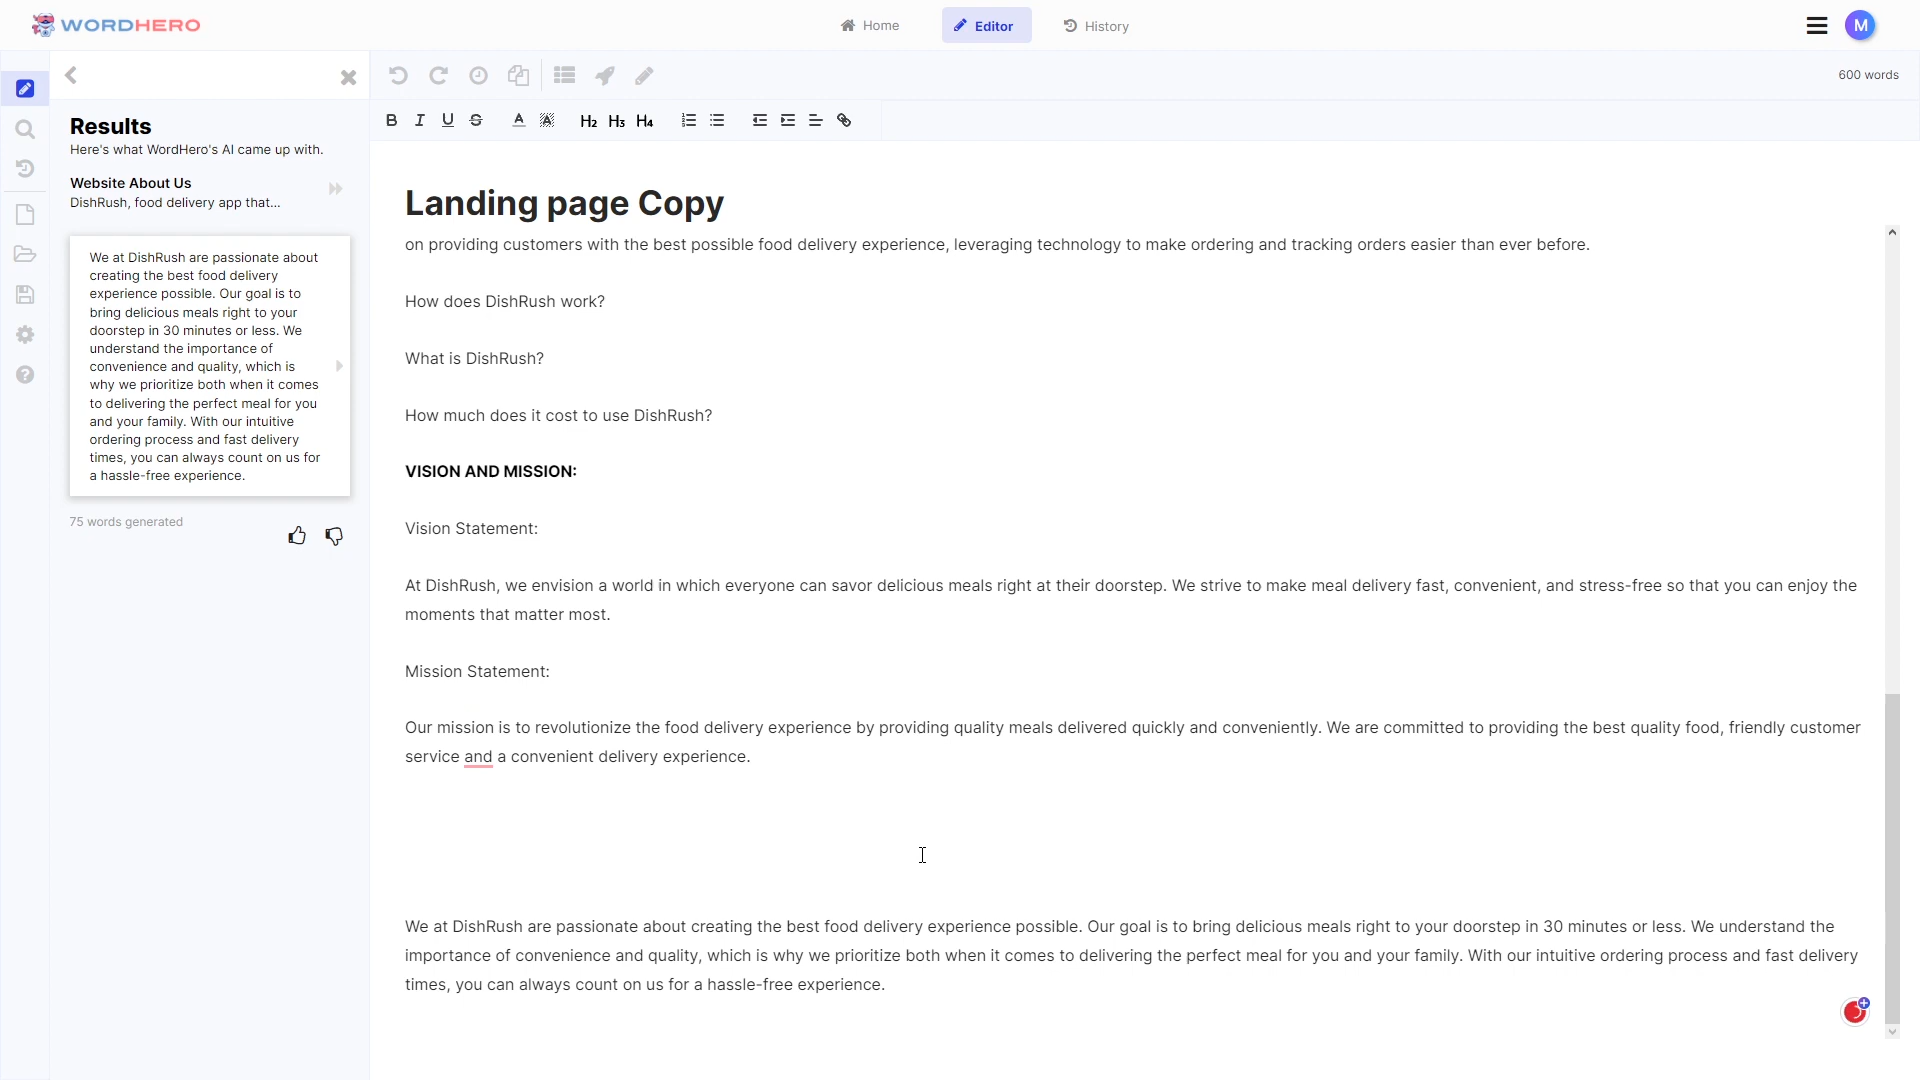 WORDHERO
Home
Editor
History
M
600 words
B I U S A A H2 H3 H4
Results
Here's what WordHero's AI came up with.
Website About Us
DishRush, food delivery app that...
We at DishRush are passionate about
creating the best food delivery
experience possible. Our goal is to
bring delicious meals right to your
doorstep in 30 minutes or less. We
understand the importance of
convenience and quality, which is
why we prioritize both when it comes
to delivering the perfect meal for you
and your family. With our intuitive
ordering process and fast delivery
times, you can always count on us for
a hassle-free experience.
75 words generated
Landing page Copy
on providing customers with the best possible food delivery experience, leveraging technology to make ordering and tracking orders easier than ever before.
How does DishRush work?
What is DishRush?
How much does it cost to use DishRush?
VISION AND MISSION:
Vision Statement:
At DishRush, we envision a world in which everyone can savor delicious meals right at their doorstep. We strive to make meal delivery fast, convenient, and stress-free so that you can enjoy the
moments that matter most.
Mission Statement:
Our mission is to revolutionize the food delivery experience by providing quality meals delivered quickly and conveniently. We are committed to providing the best quality food, friendly customer
service and a convenient delivery experience.
We at DishRush are passionate about creating the best food delivery experience possible. Our goal is to bring delicious meals right to your doorstep in 30 minutes or less. We understand the
importance of convenience and quality, which is why we prioritize both when it comes to delivering the perfect meal for you and your family. With our intuitive ordering process and fast delivery
times, you can always count on us for a hassle-free experience.